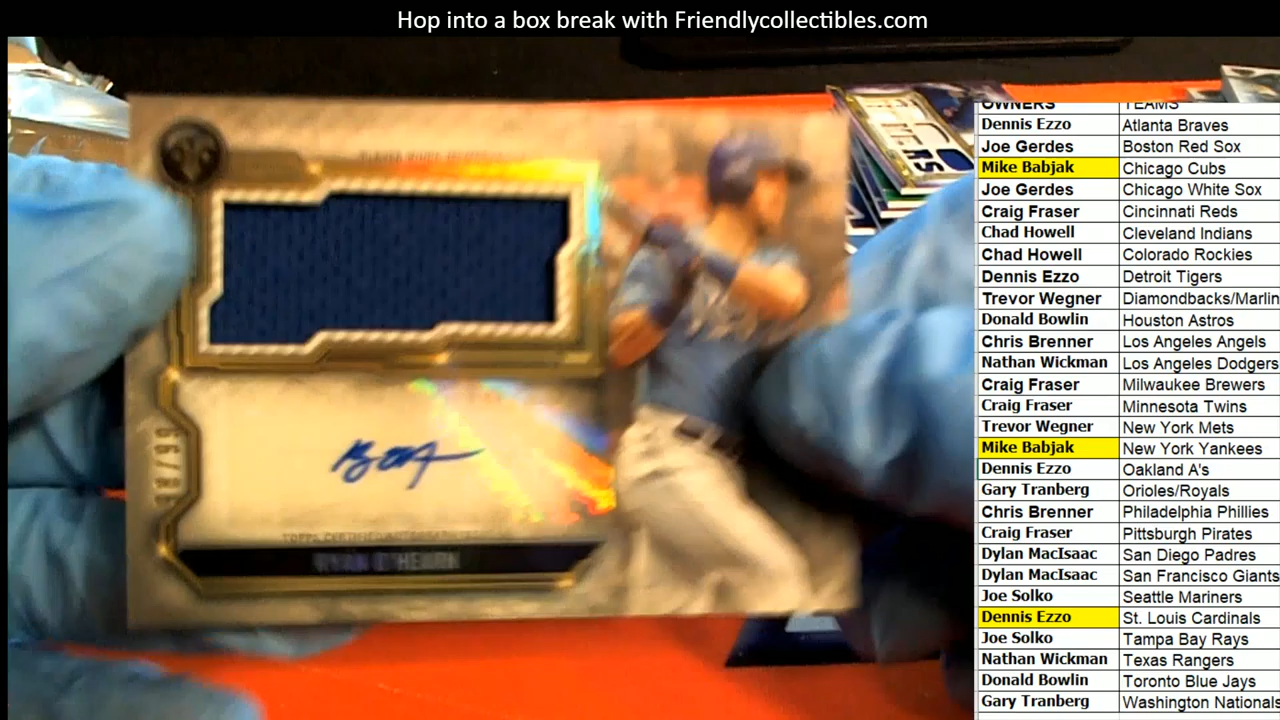 Hop into a box break with Friendlycollectibles.com
OWNERS TEAMS
Dennis Ezzo Atlanta Braves
Joe Gerdes Boston Red Sox
Mike Babjak Chicago Cubs
Joe Gerdes Chicago White Sox
Craig Fraser Cincinnati Reds
Chad Howell Cleveland Indians
Chad Howell Colorado Rockies
Dennis Ezzo Detroit Tigers
Trevor Wegner Diamondbacks/Marlin
Donald Bowlin Houston Astros
Chris Brenner Los Angeles Angels
Nathan Wickman Los Angeles Dodgers
Craig Fraser Milwaukee Brewers
Craig Fraser Minnesota Twins
Trevor Wegner New York Mets
Mike Babjak New York Yankees
Dennis Ezzo Oakland A's
Gary Tranberg Orioles/Royals
Chris Brenner Philadelphia Phillies
Craig Fraser Pittsburgh Pirates
Dylan MacIsaac San Diego Padres
Dylan MacIsaac San Francisco Giants
Joe Solko Seattle Mariners
Dennis Ezzo St. Louis Cardinals
Joe Solko Tampa Bay Rays
Nathan Wickman Texas Rangers
Donald Bowlin Toronto Blue Jays
Gary Tranberg Washington Nationals
RYAN O'HEARN